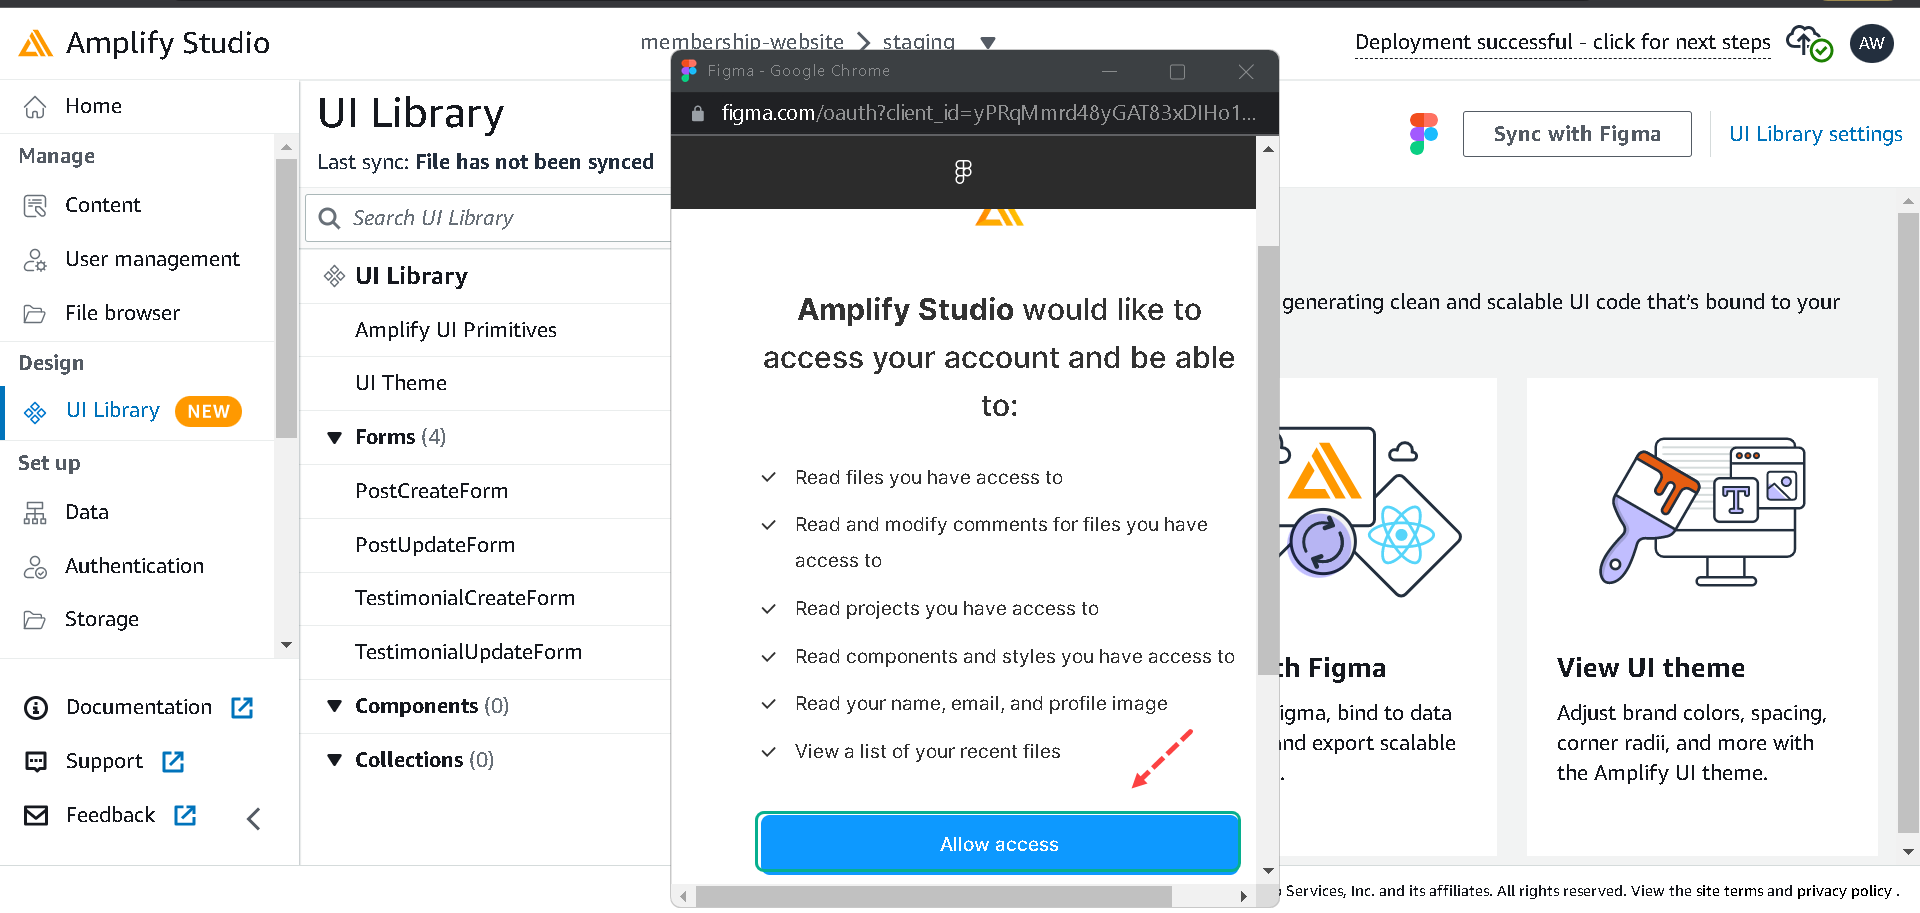 Amplify Studio
membership-website
staging
Deployment successful - click for next steps
AW
Home
Manage
Content
User management
File browser
Design
UI Library
NEW
Set up
Data
Authentication
Storage
Documentation
Support
Feedback
UI Library
Last sync: File has not been synced
Search UI Library
UI Library
Amplify UI Primitives
UI Theme
Forms (4)
PostCreateForm
PostUpdateForm
TestimonialCreateForm
TestimonialUpdateForm
Components (0)
Collections (0)
Figma - Google Chrome
figma.com/oauth?client_id=yPRqMmrd48yGAT83xDIHo1...
Amplify Studio would like to
access your account and be able
to:
Read files you have access to
Read and modify comments for files you have
access to
Read projects you have access to
Read components and styles you have access to
Read your name, email, and profile image
View a list of your recent files
Allow access
Sync with Figma
UI Library settings
generating clean and scalable UI code that's bound to your
Figma
bind to data
export scalable
T
View UI theme
Adjust brand colors, spacing,
corner radii, and more with
the Amplify UI theme.
Services, Inc. and its affiliates. All rights reserved. View the site terms and privacy policy .